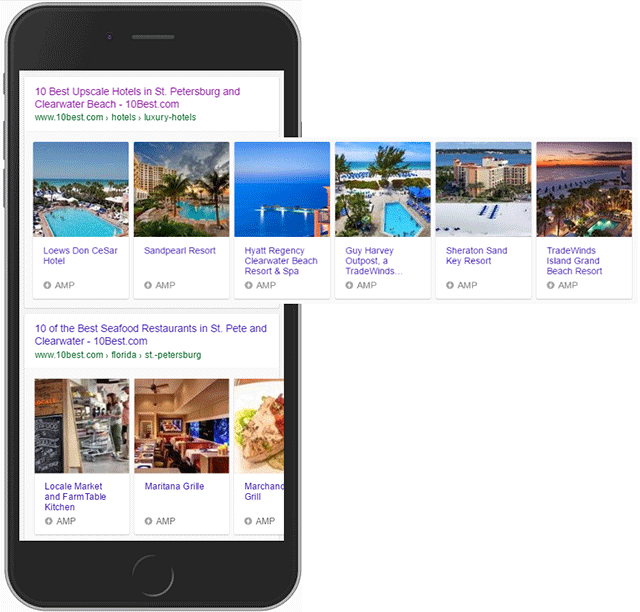 10 Best Upscale Hotels in St. Petersburg and
Clearwater Beach - 10Best.com
www.10best.com › hotels › luxury-hotels
Loews Don CeSar
Hotel
AMP
Sandpearl Resort
AMP
Hyatt Regency
Clearwater Beach
Resort & Spa
AMP
Guy Harvey
Outpost, a
TradeWinds...
AMP
Sheraton Sand
Key Resort
AMP
TradeWinds
Island Grand
Beach Resort
AMP
10 of the Best Seafood Restaurants in St. Pete and
Clearwater - 10Best.com
www.10best.com › florida › st.-petersburg
Locale Market
and FarmTable
Kitchen
AMP
Maritana Grille
AMP
Marchand
Grill
AMP